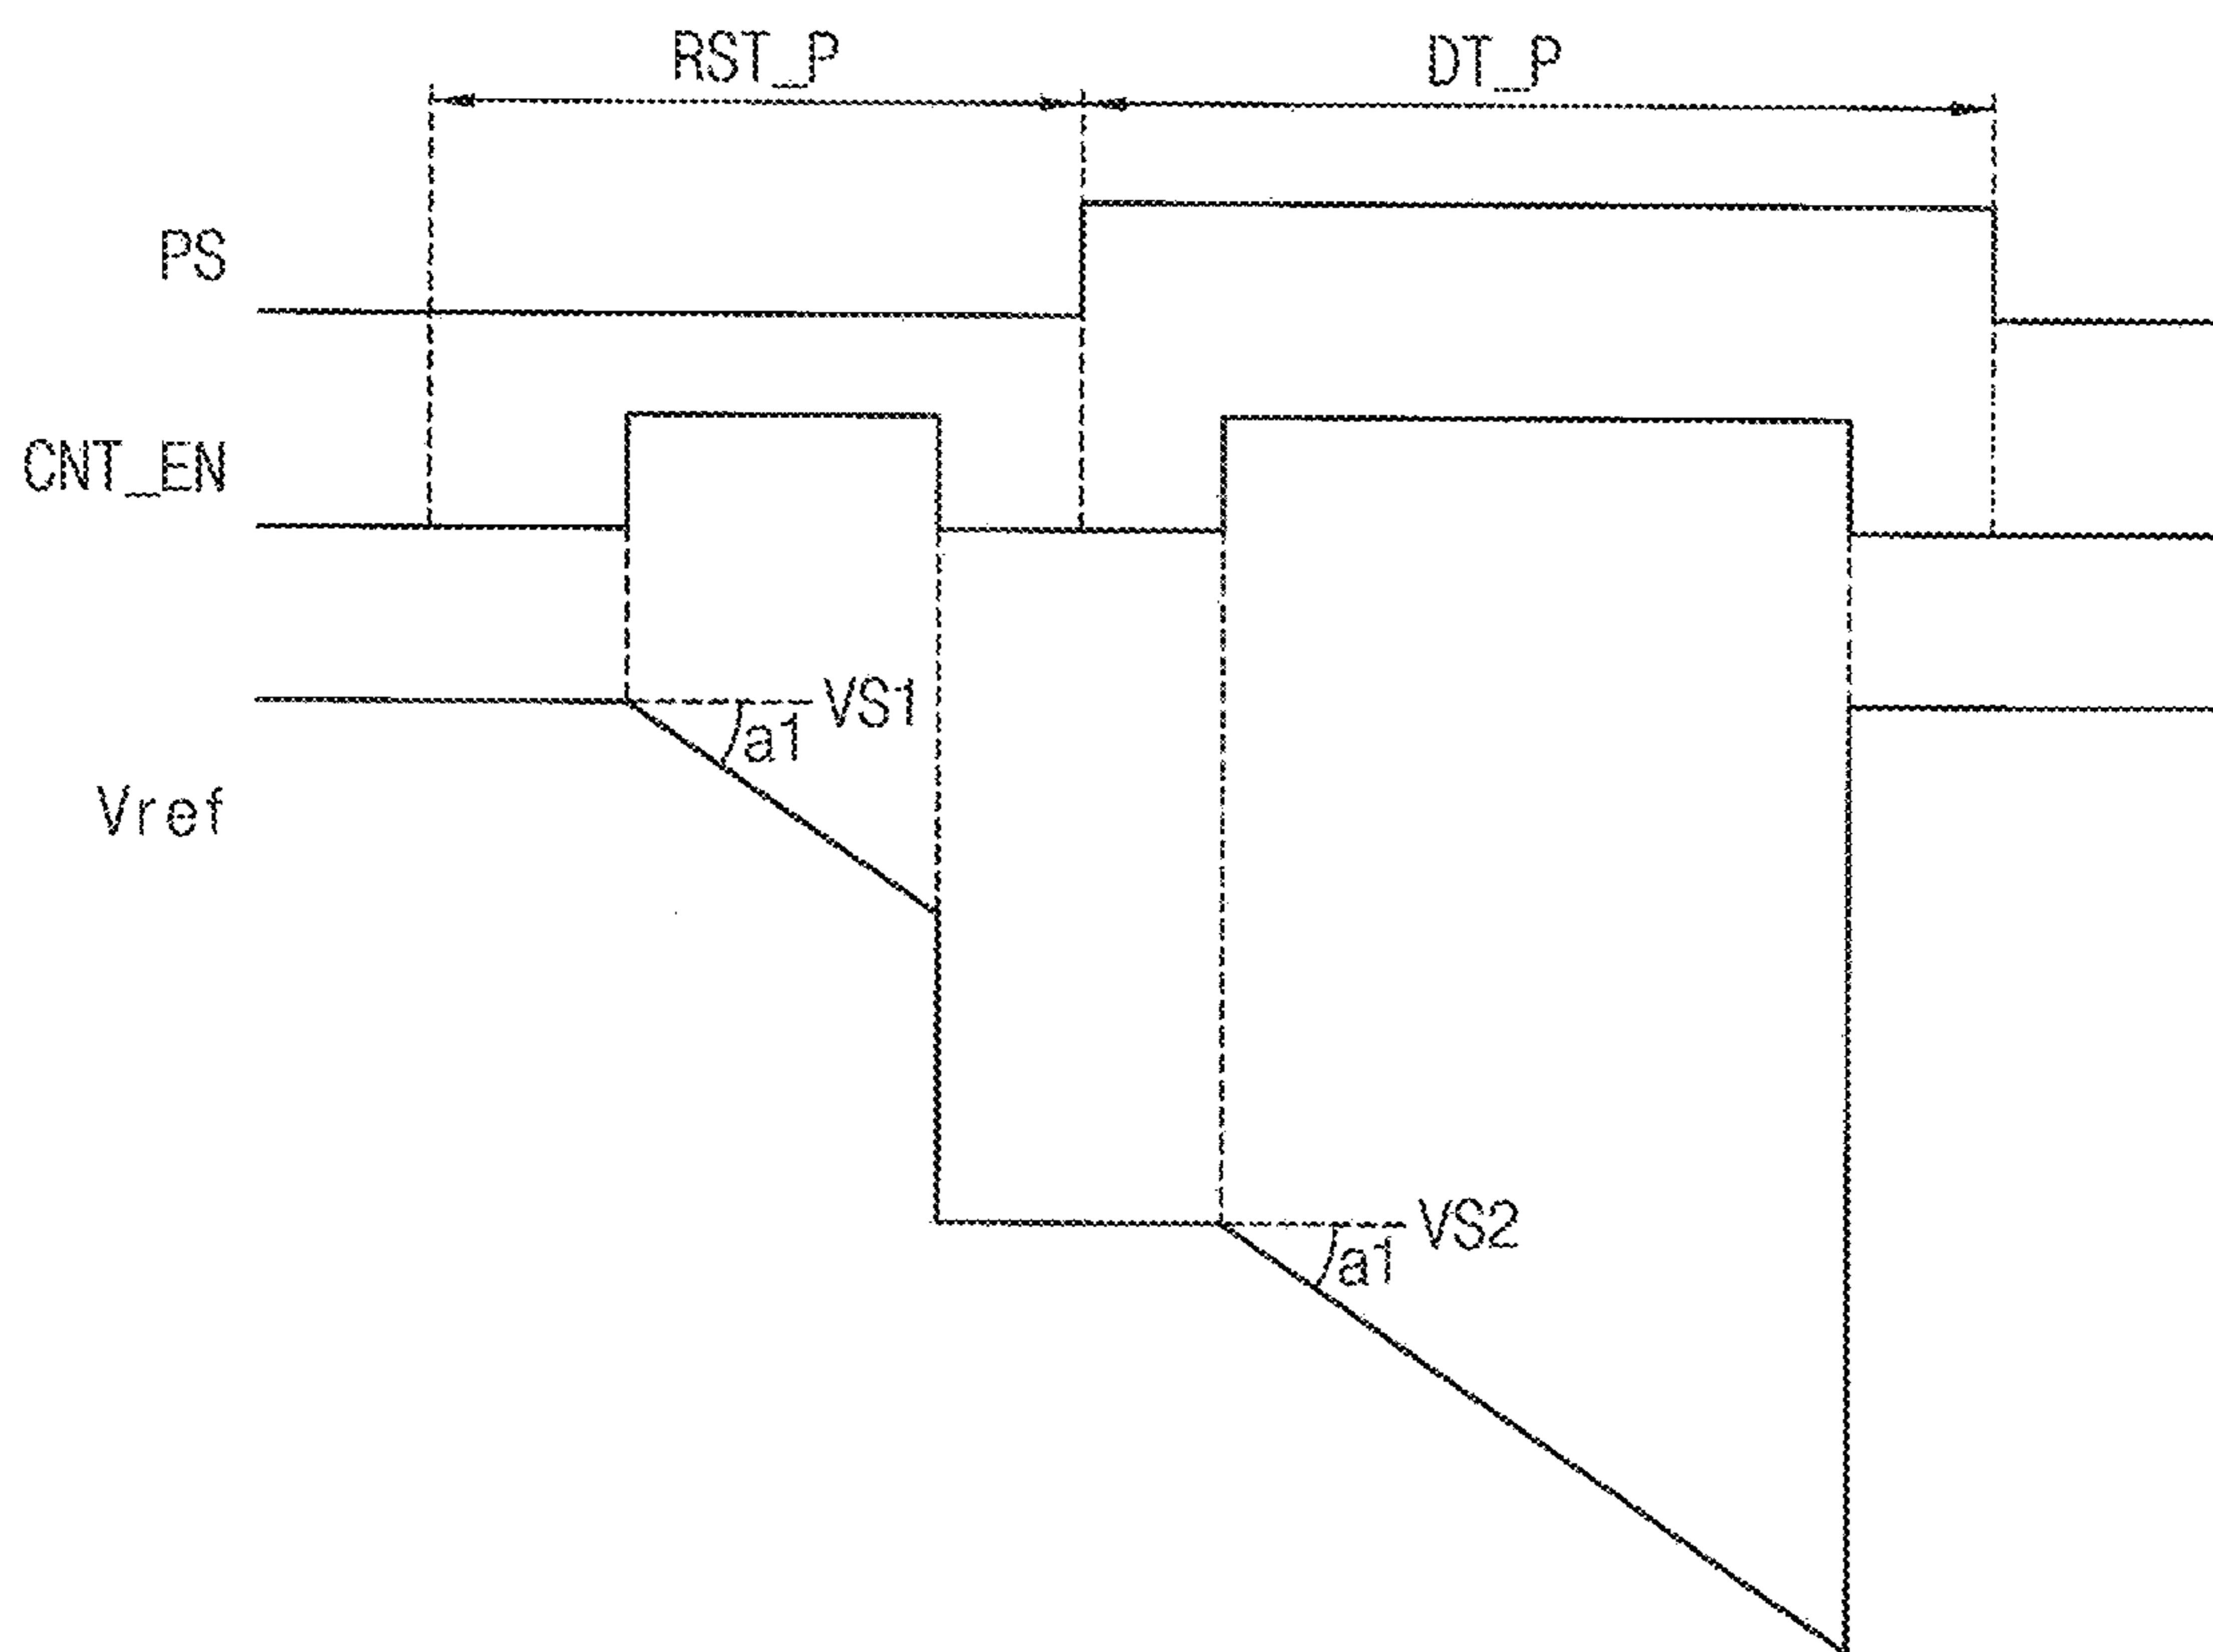 RST_P
DT_P
PS
CNT_EN
VS1
a1
Vref
VS2
a1